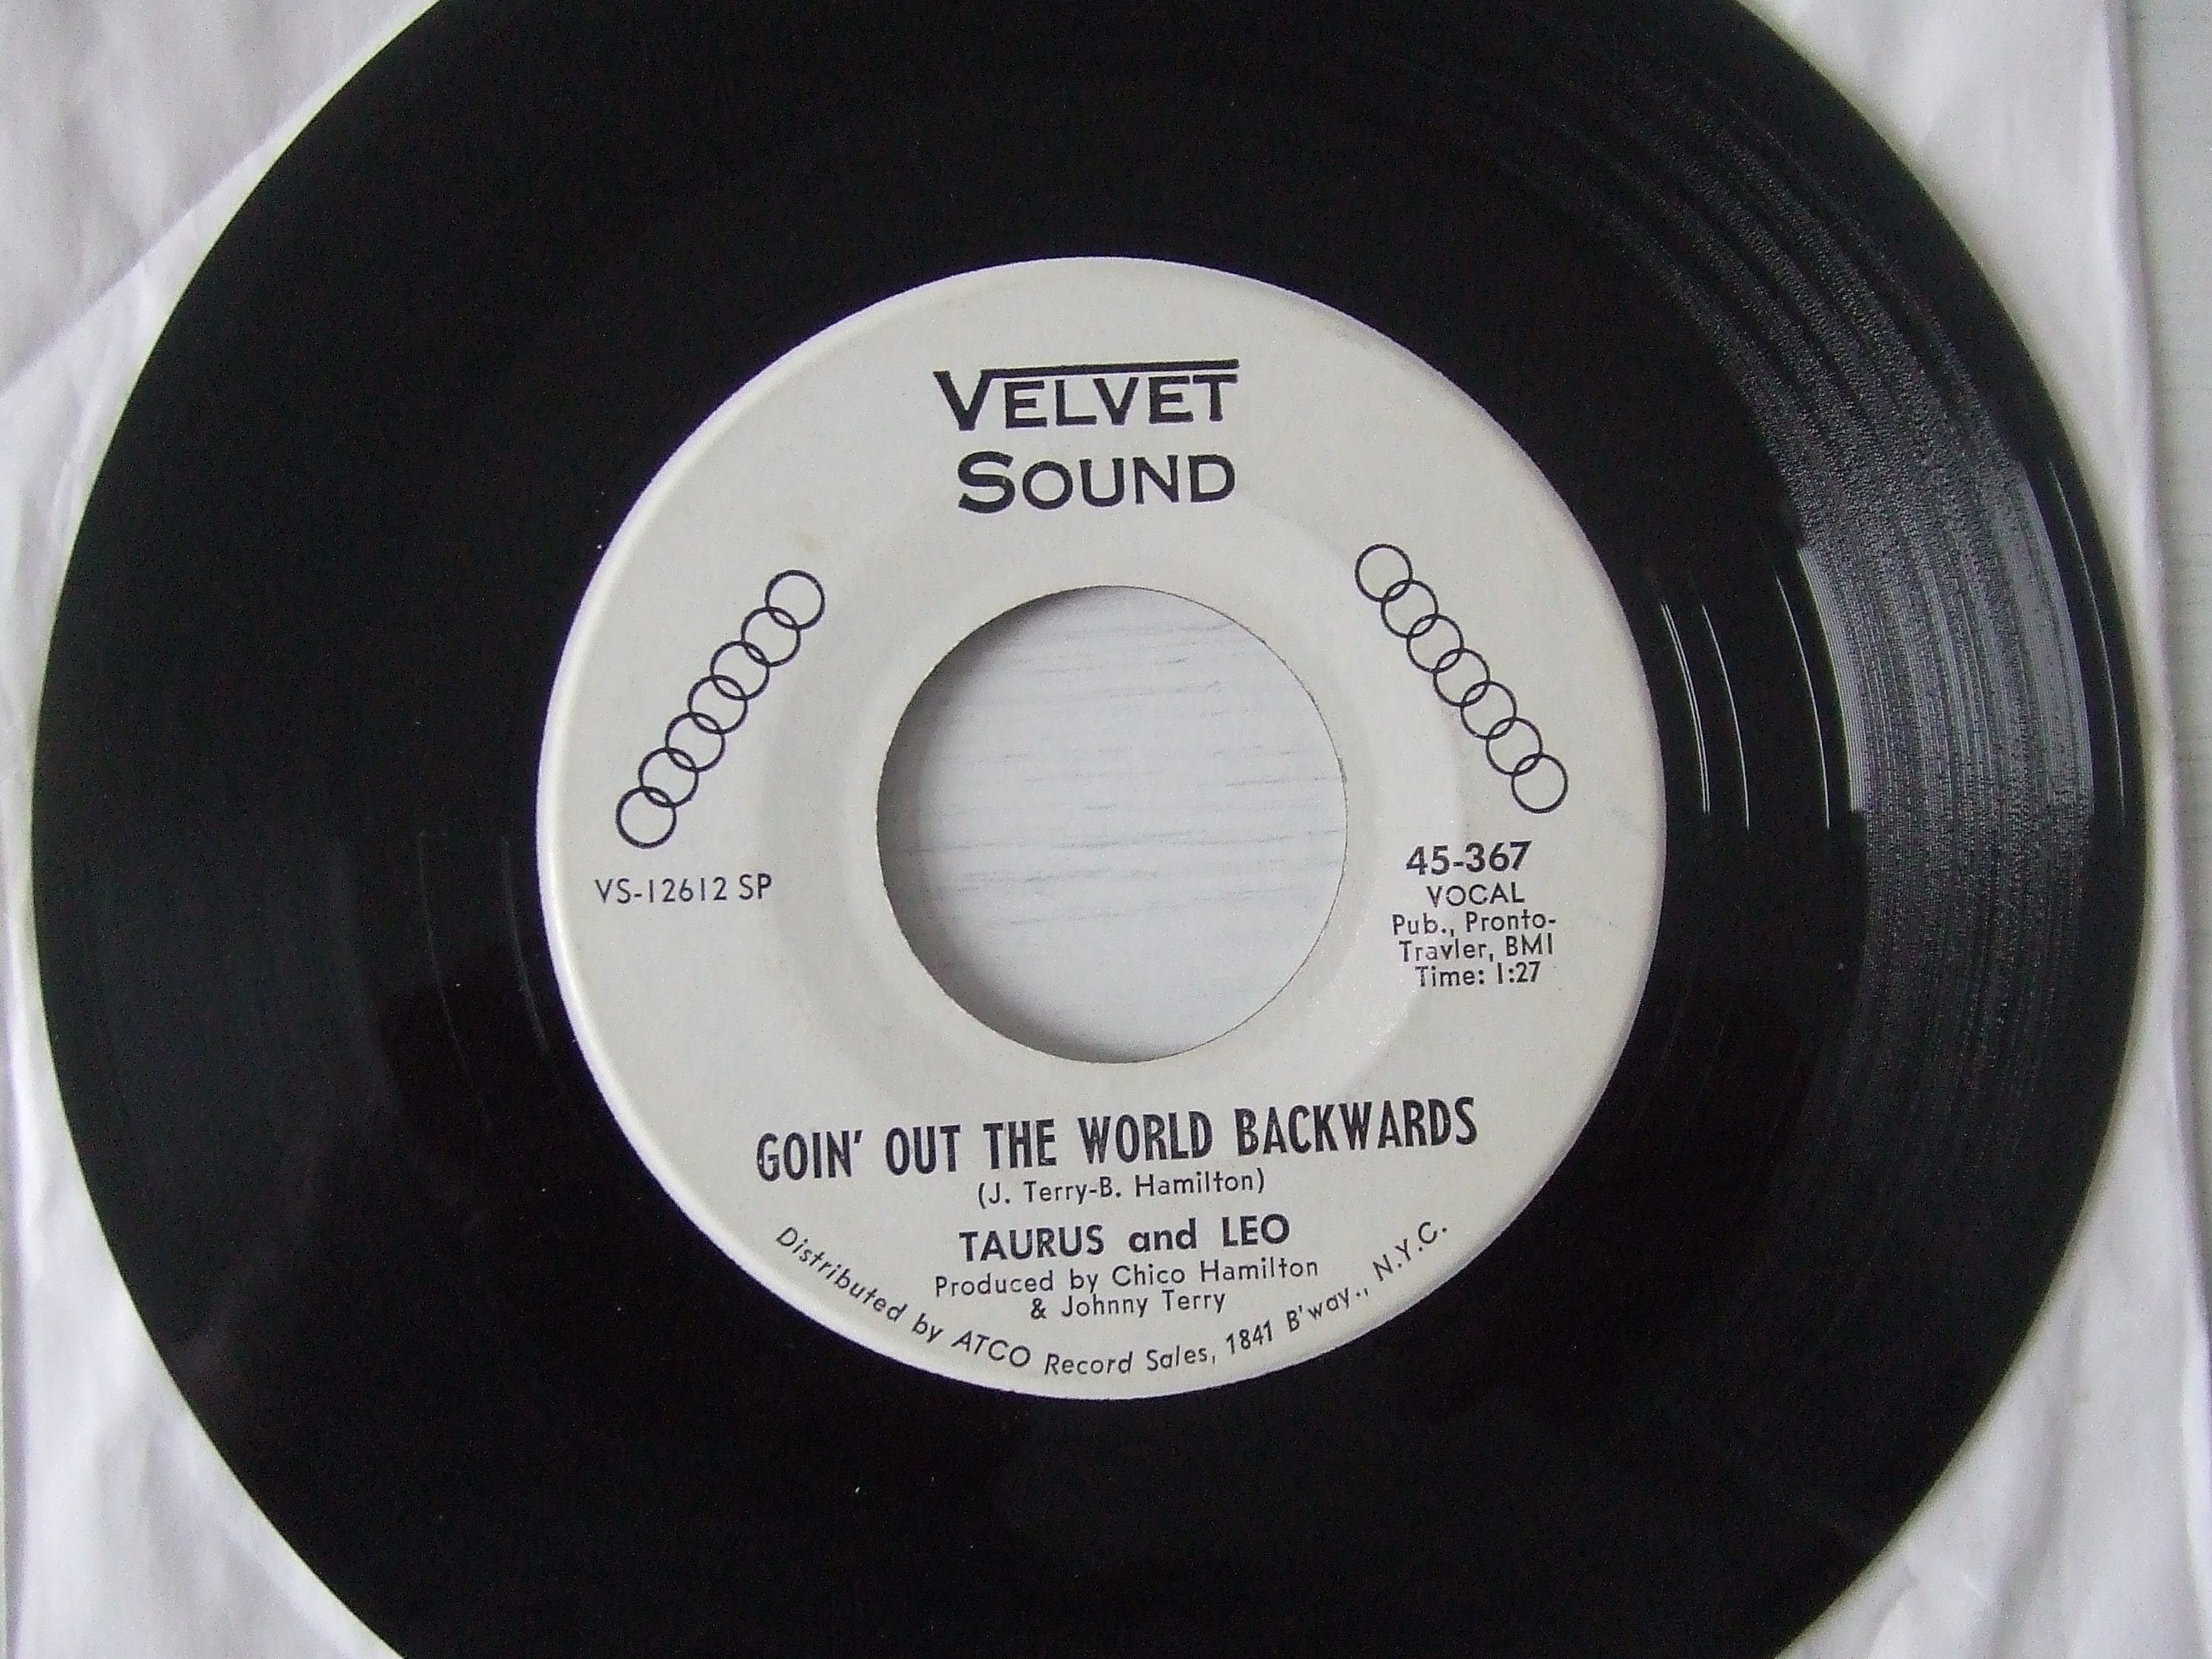 VELVET
SOUND
VS-12612 SP
45-367
VOCAL
Pub., Pronto-
Travler, BMI
Time: 1:27
GOIN' OUT THE WORLD BACKWARDS
(J. Terry-B. Hamilton)
TAURUS and LEO
Produced by Chico Hamilton
& Johnny Terry
Distributed by ATCO Record Sales, 1841 B'way., N.Y.C.